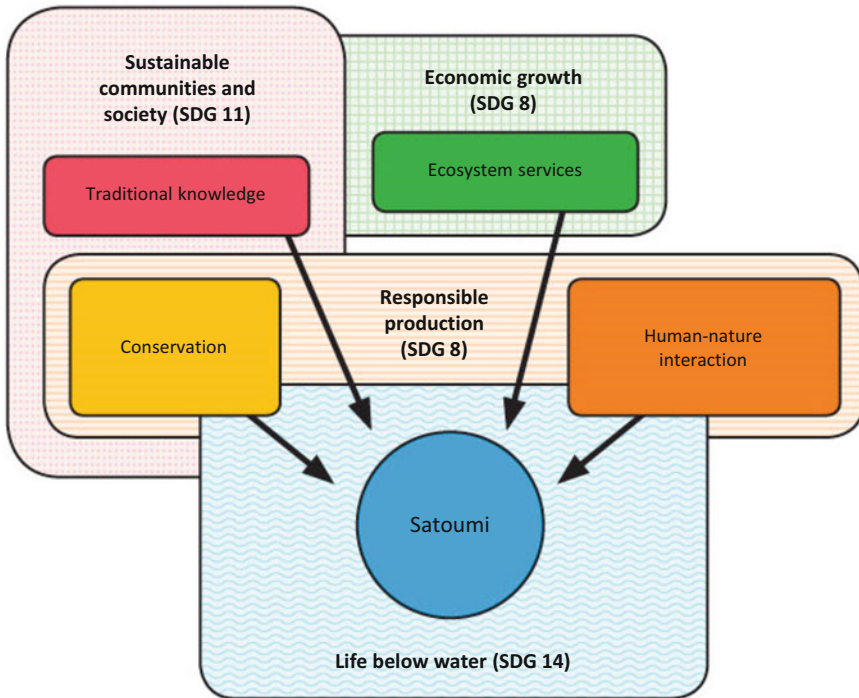 Sustainable
communities and
society (SDG 11)
Economic growth
(SDG 8)
Traditional knowledge
Ecosystem services
Responsible
production
(SDG 8)
Conservation
Human-nature
interaction
Satoumi
Life below water (SDG 14)